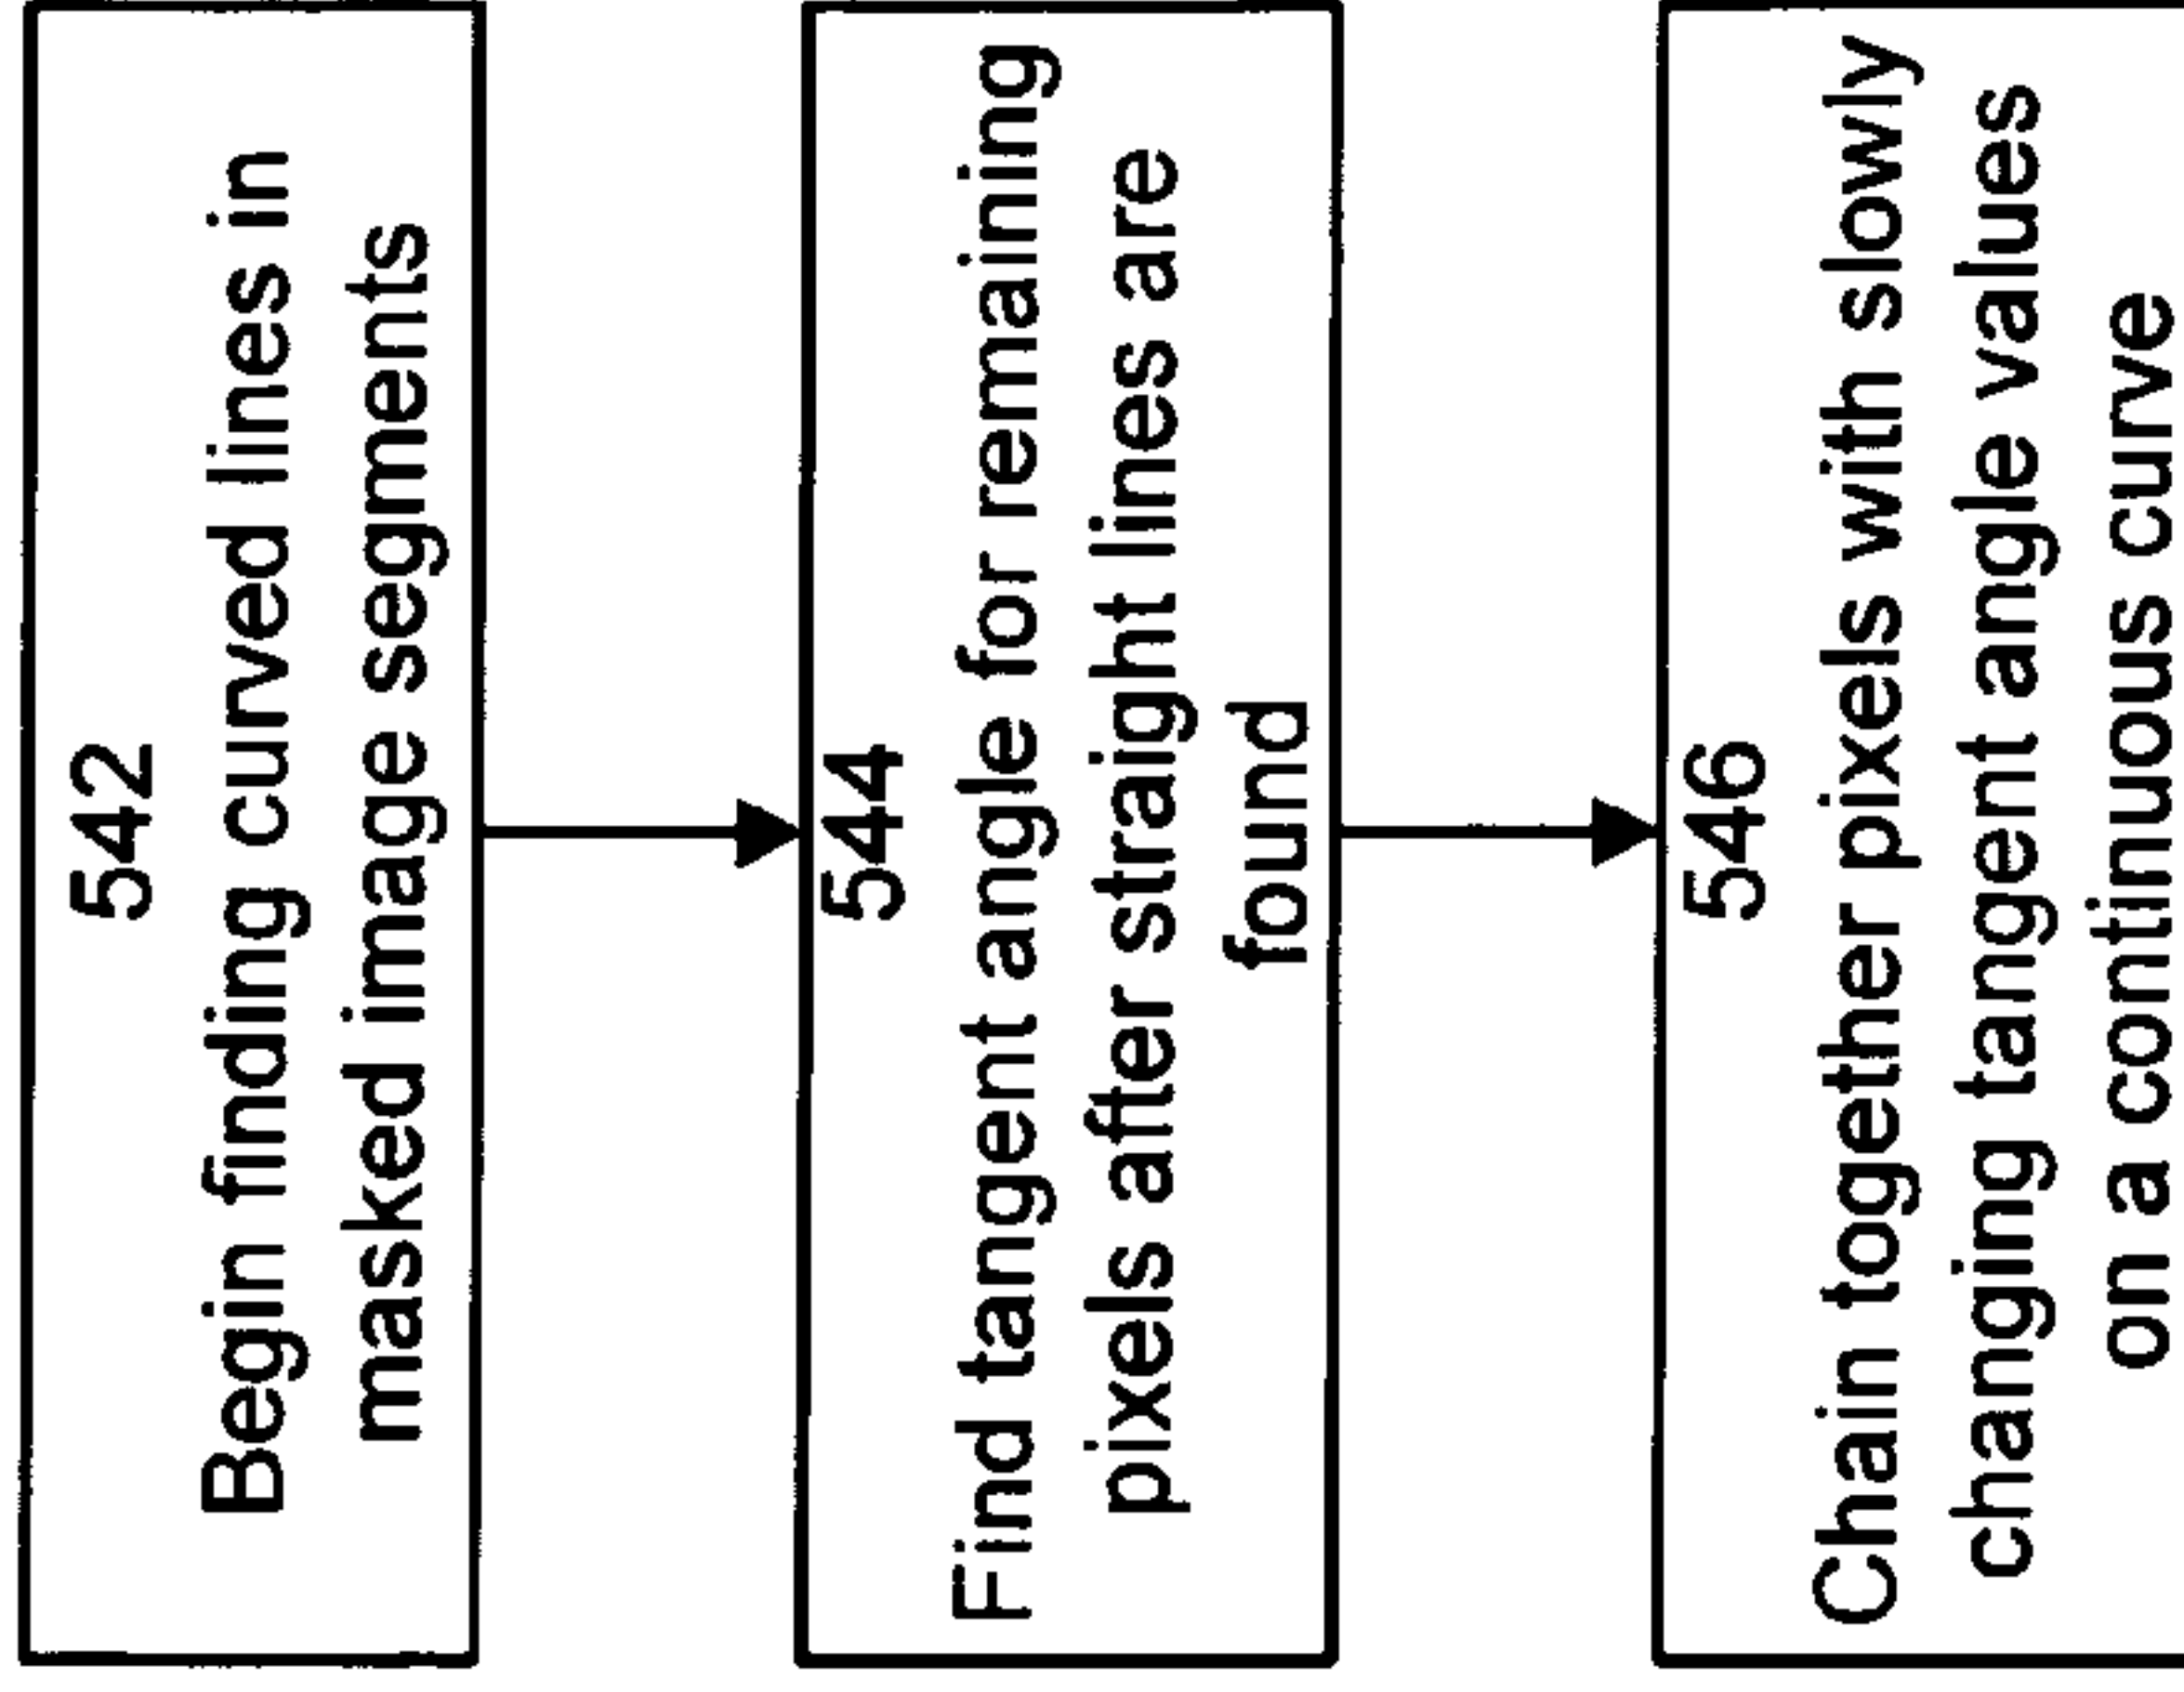 542
Begin finding curved lines in
masked image segments
544
Find tangent angle for remaining
pixels after straight lines are
found
546
Chain together pixels with slowly
changing tangent angle values
on a continuous curve